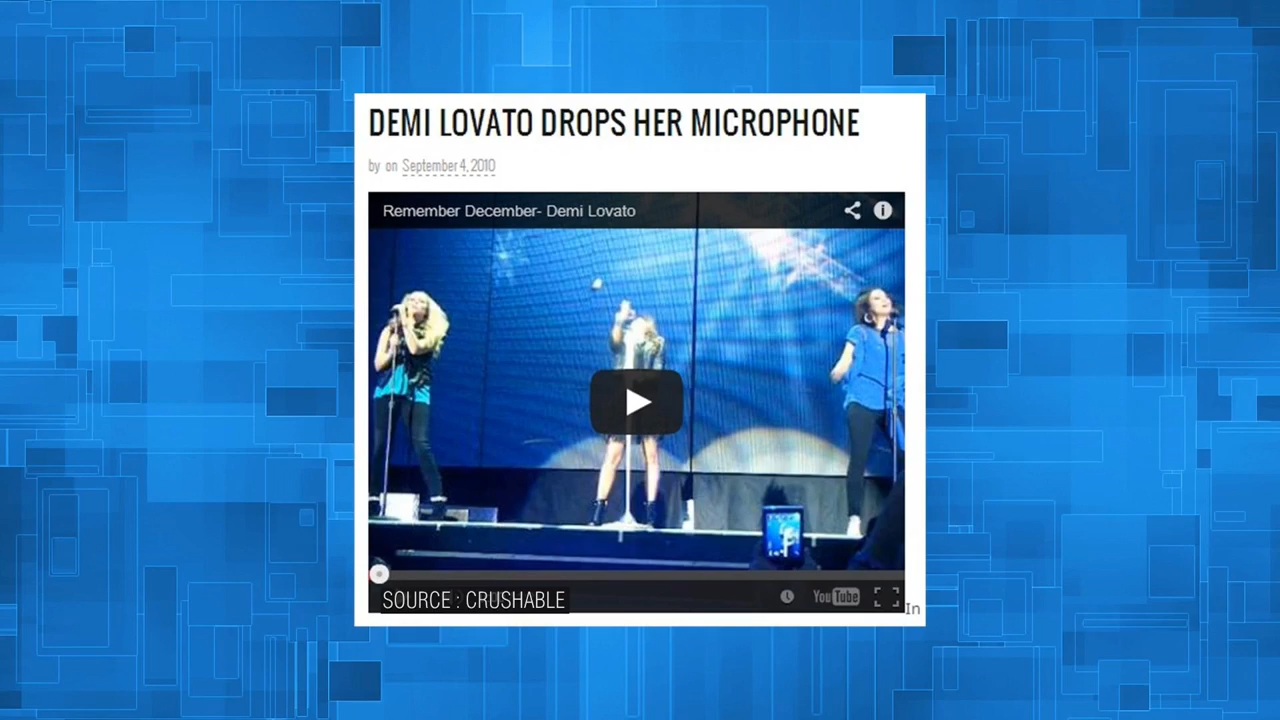 DEMI LOVATO DROPS HER MICROPHONE
by on September 4, 2010
Remember December- Demi Lovato
SOURCE : CRUSHABLE
YouTube
In